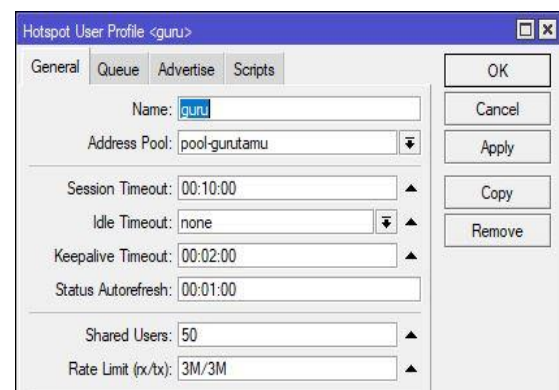 Hotspot User Profile <guru>
General Queue Advertise Scripts
Name: guru
Address Pool: pool-gurutamu
Session Timeout: 00:10:00
Idle Timeout: none
Keepalive Timeout: 00:02:00
Status Autorefresh: 00:01:00
Shared Users: 50
Rate Limit (rx/tx): 3M/3M
OK
Cancel
Apply
Copy
Remove